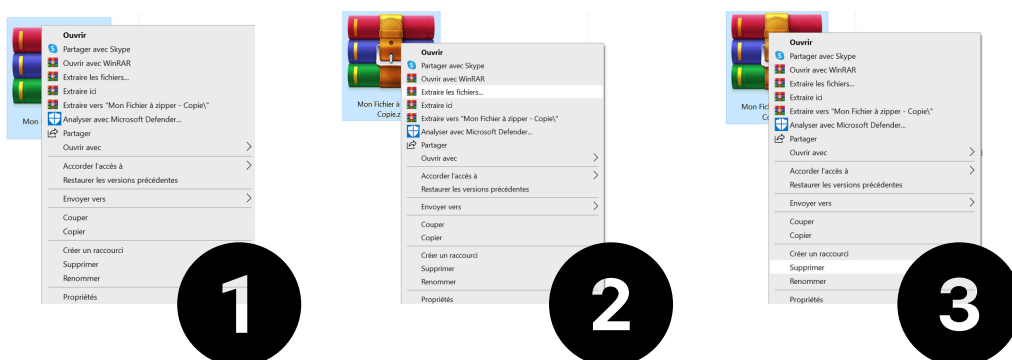 Mon
Ouvrir
Partager avec Skype
Ouvrir avec WinRAR
Extraire les fichiers...
Extraire ici
Extraire vers "Mon Fichier à zipper - Copie\"
Analyser avec Microsoft Defender...
Partager
Ouvrir avec
Accorder l'accès à
Restaurer les versions précédentes
Envoyer vers
Couper
Copier
Créer un raccourci
Supprimer
Renommer
Propriétés
1
Mon Fichier à
Copie.z
Ouvrir
Partager avec Skype
Ouvrir avec WinRAR
Extraire les fichiers...
Extraire ici
Extraire vers "Mon Fichier à zipper - Copie\"
Analyser avec Microsoft Defender...
Partager
Ouvrir avec
Accorder l'accès à
Restaurer les versions précédentes
Envoyer vers
Couper
Copier
Créer un raccourci
Supprimer
Renommer
Propriétés
2
Mon Fic
Co
Ouvrir
Partager avec Skype
Ouvrir avec WinRAR
Extraire les fichiers...
Extraire ici
Extraire vers "Mon Fichier à zipper - Copie\"
Analyser avec Microsoft Defender...
Partager
Ouvrir avec
Accorder l'accès à
Restaurer les versions précédentes
Envoyer vers
Couper
Copier
Créer un raccourci
Supprimer
Renommer
Propriétés
3